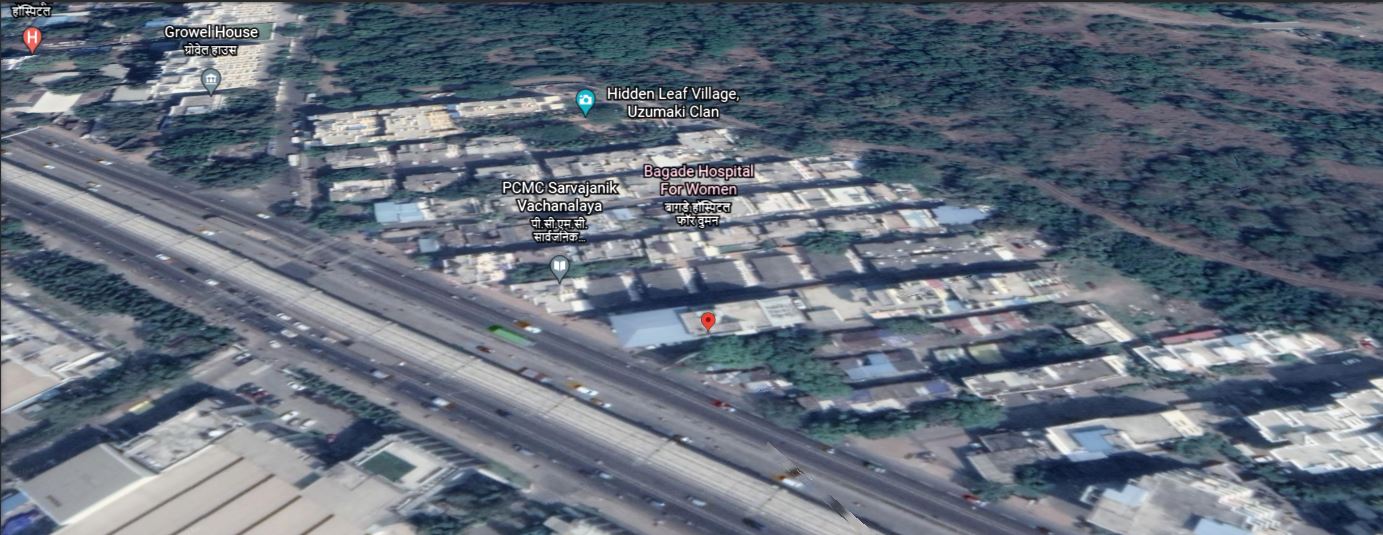 हॉस्पिटल
H
Growel House
ग्रोवेल हाउस
Hidden Leaf Village,
Uzumaki Clan
Bagade Hospital
For Women
बागडे हॉस्पिटल
फॉर वुमन
PCMC Sarvajanik
Vachanalaya
पी.सी.एम.सी.
सार्वजनिक...